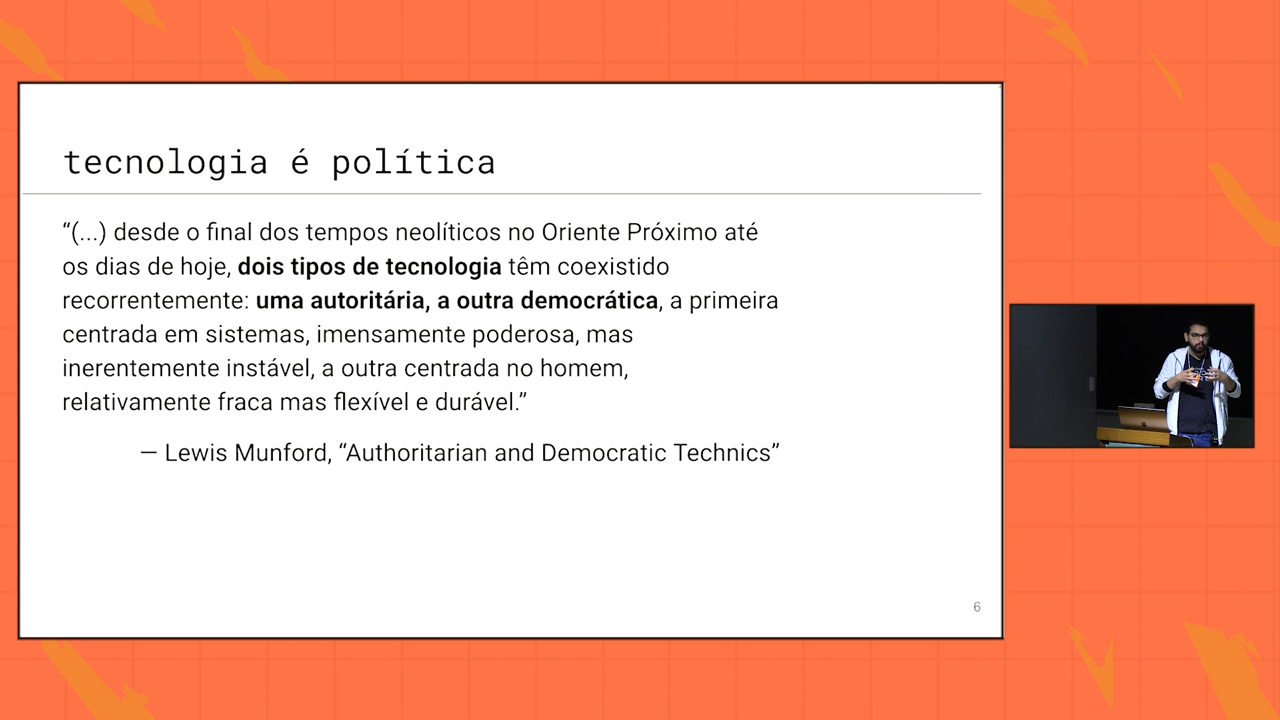 tecnologia é política
“(...) desde o final dos tempos neolíticos no Oriente Próximo até
os dias de hoje, dois tipos de tecnologia têm coexistido
recorrentemente: uma autoritária, a outra democrática, a primeira
centrada em sistemas, imensamente poderosa, mas
inerentemente instável, a outra centrada no homem,
relativamente fraca mas flexível e durável.”
— Lewis Munford, “Authoritarian and Democratic Technics”
6